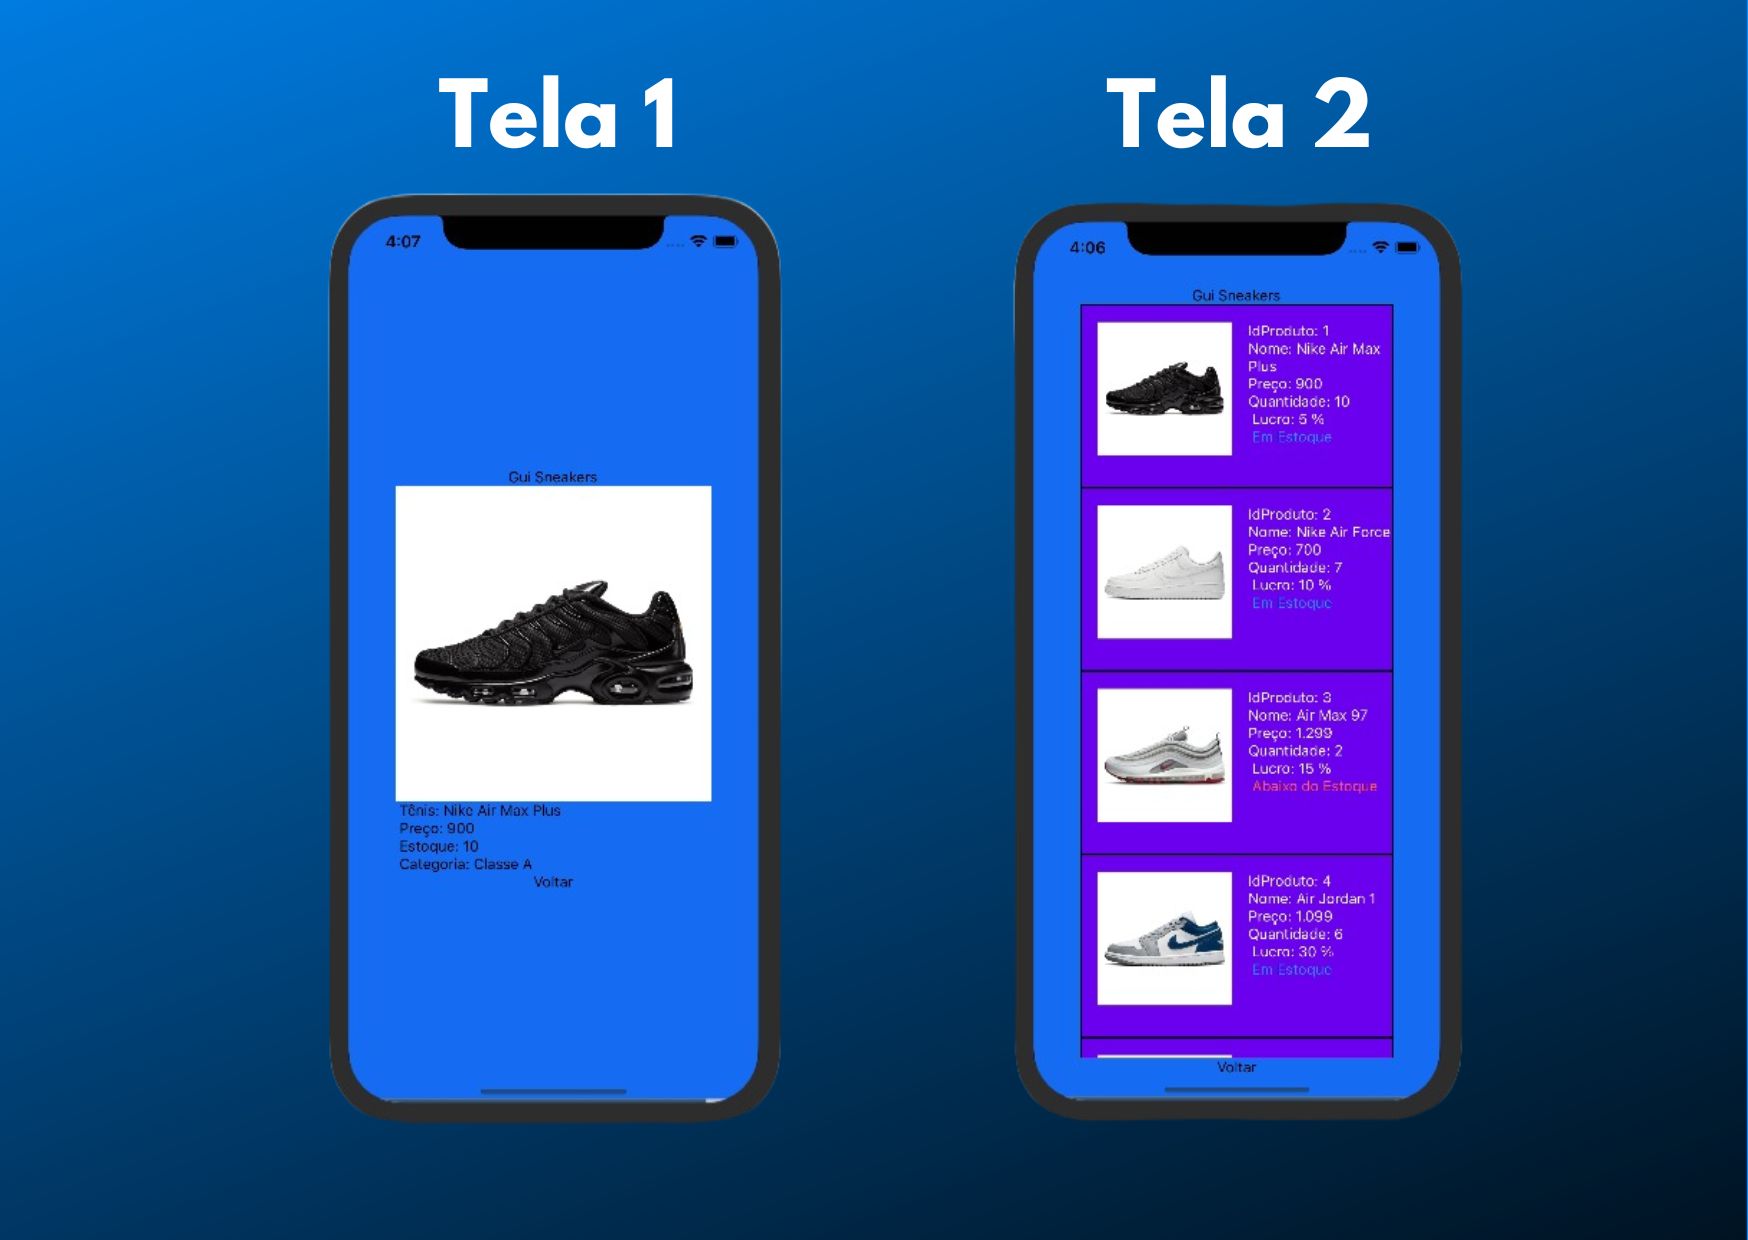 Tela 1
4:07
Gui Sneakers
Tênis: Nike Air Max Plus
Preço: 900
Estoque: 10
Categoria: Classe A
Voltar
Tela 2
4:06
Gui Sneakers
IdProduto: 1
Nome: Nike Air Max
Plus
Preço: 900
Quantidade: 10
Lucro: 5 %
Em Estoque
IdProduto: 2
Nome: Nike Air Force
Preço: 700
Quantidade: 7
Lucro: 10 %
Em Estoque
IdProduto: 3
Nome: Air Max 97
Preço: 1.299
Quantidade: 2
Lucro: 15 %
Abaixo do Estoque
IdProduto: 4
Nome: Air Jordan 1
Preço: 1.099
Quantidade: 6
Lucro: 30 %
Em Estoque
Voltar